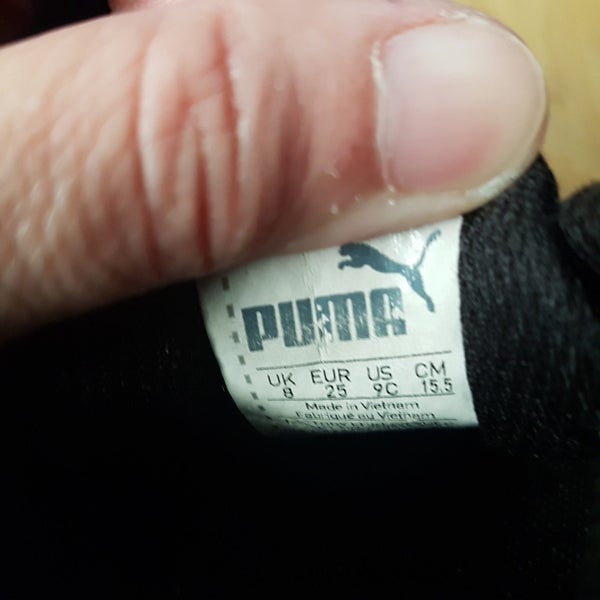 PUMA
UK EUR US CM
8 25 9C 15.5
Made in Vietnam
Fabriqué au Vietnam